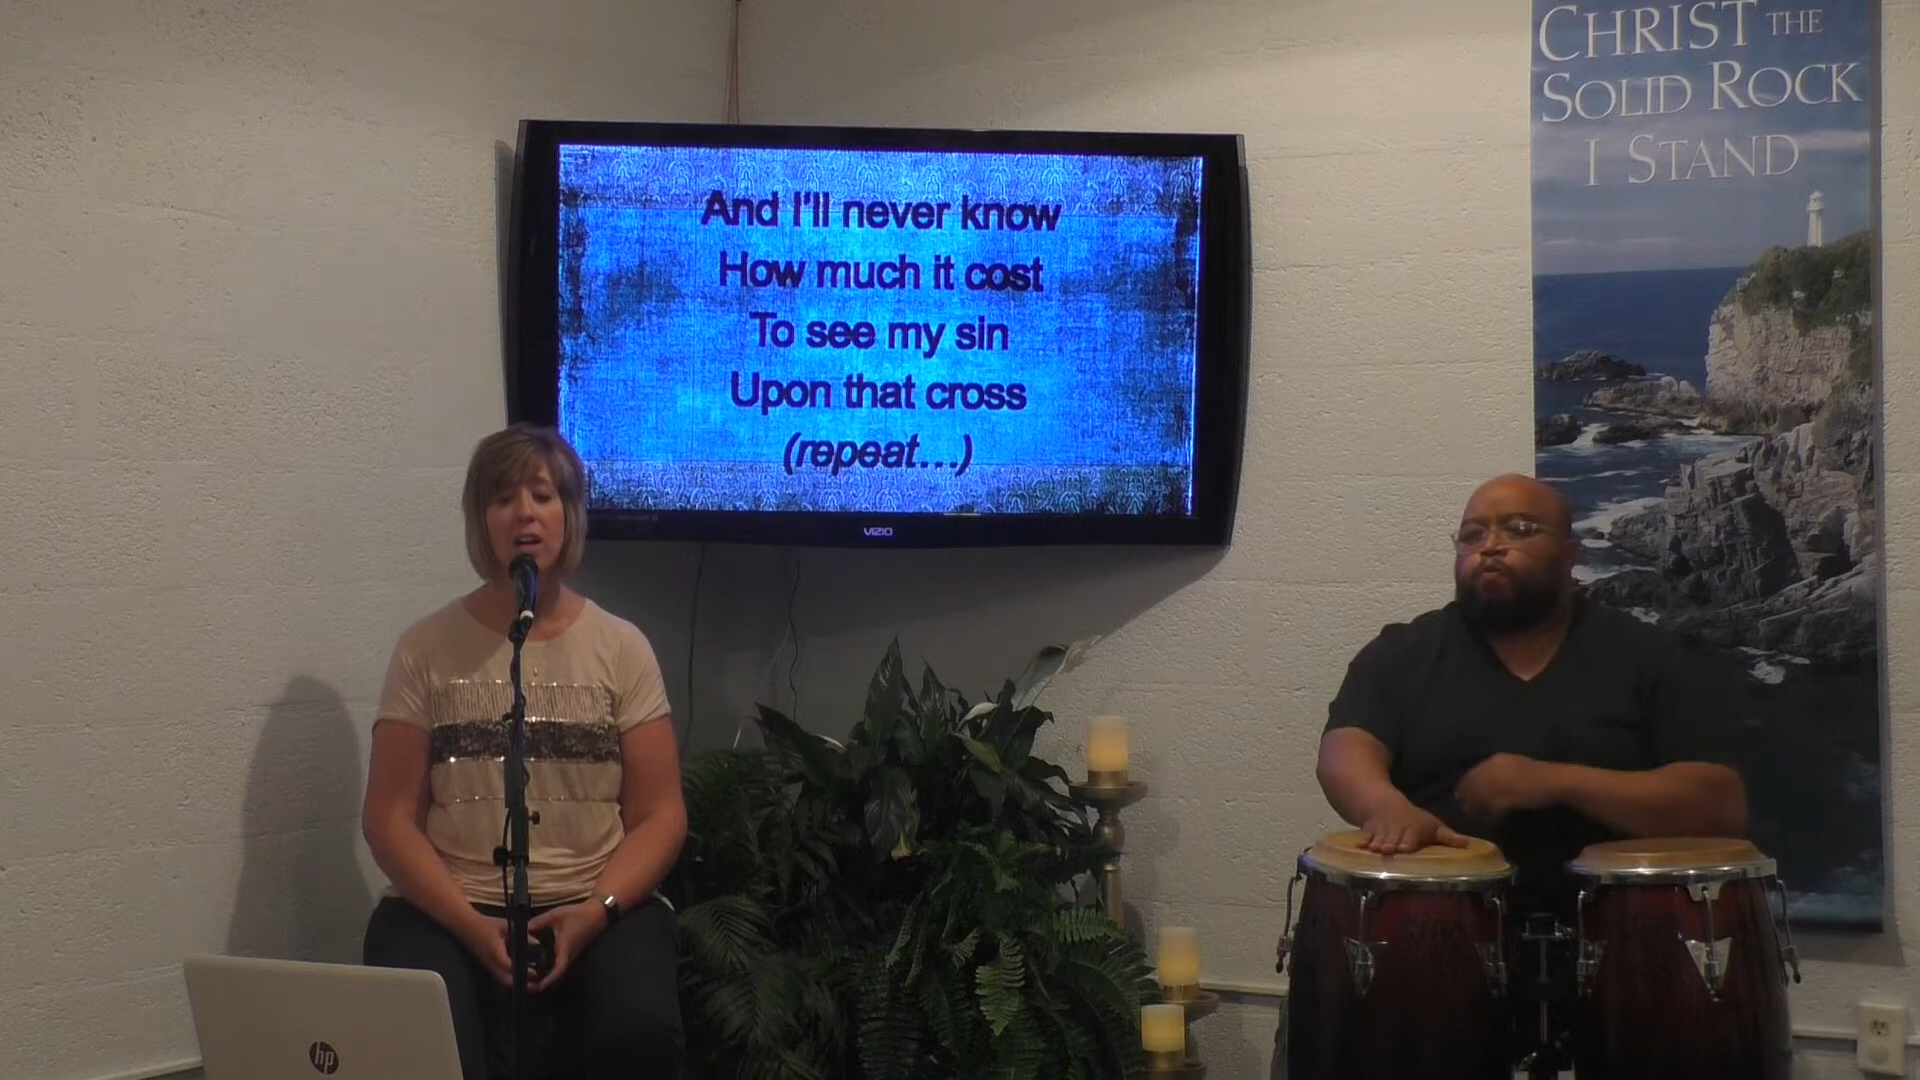 And I'll never know
How much it cost
To see my sin
Upon that cross
(repeat...)
VIZIO
CHRIST THE
SOLID ROCK
I STAND
hp